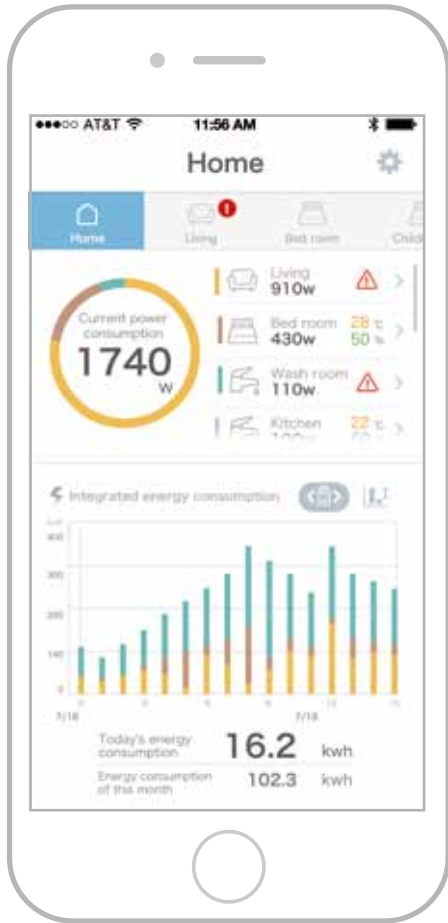 AT&T
11:56 AM
Home
Home
Living
Bed room
Current power
consumption
1740
W
Living
910w
Bed room
430w
28 ℃
50 %
Wash room
110w
Kitchen
22 ℃
Integrated energy consumption
400
300
200
100
0
7/18
7/18
Today's energy
consumption
16.2 kwh
Energy consumption
of this month
102.3 kwh